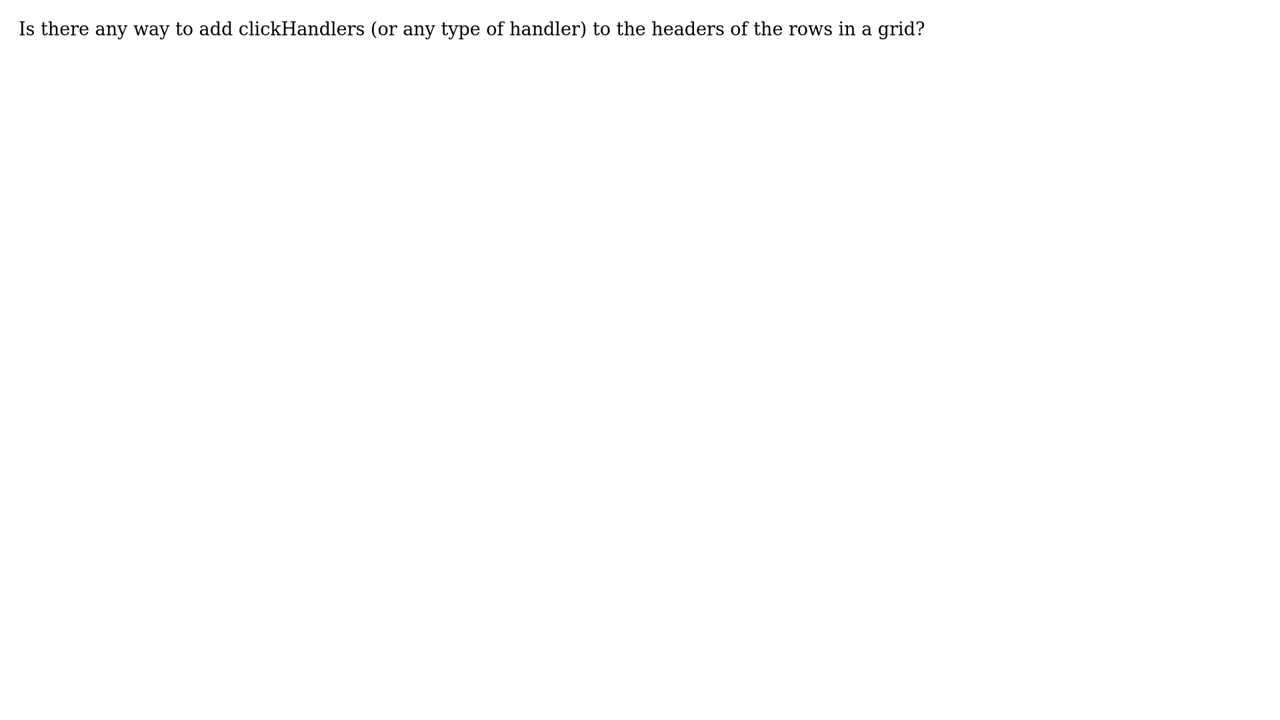 Is there any way to add clickHandlers (or any type of handler) to the headers of the rows in a grid?